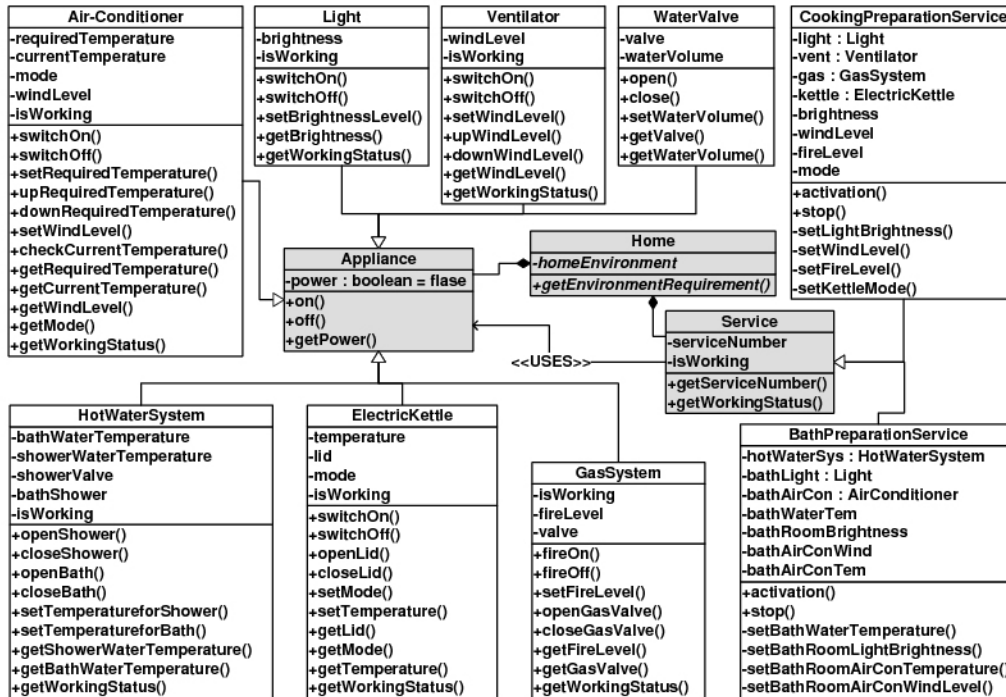 Air-Conditioner
-requiredTemperature
-currentTemperature
-mode
-windLevel
-isWorking
+switchOn()
+switchOff()
+setRequiredTemperature()
+upRequiredTemperature()
+downRequiredTemperature()
+setWindLevel()
+checkCurrentTemperature()
+getRequiredTemperature()
+getCurrentTemperature()
+getWindLevel()
+getMode()
+getWorkingStatus()
Light
-brightness
-isWorking
+switchOn()
+switchOff()
+setBrightnessLevel()
+getBrightness()
+getWorkingStatus()
Ventilator
-windLevel
-isWorking
+switchOn()
+switchOff()
+setWindLevel()
+upWindLevel()
+downWindLevel()
+getWindLevel()
+getWorkingStatus()
WaterValve
-valve
-waterVolume
+open()
+close()
+setWaterVolume()
+getValve()
+getWaterVolume()
CookingPreparationService
-light : Light
-vent : Ventilator
-gas : GasSystem
-kettle : ElectricKettle
-brightness
-windLevel
-fireLevel
-mode
+activation()
+stop()
-setLightBrightness()
-setWindLevel()
-setFireLevel()
-setKettleMode()
Appliance
-power : boolean = flase
+on()
+off()
+getPower()
Home
-homeEnvironment
+getEnvironmentRequirement()
<<USES>>
Service
-serviceNumber
-isWorking
+getServiceNumber()
+getWorkingStatus()
HotWaterSystem
-bathWaterTemperature
-showerWaterTemperature
-showerValve
-bathShower
-isWorking
+openShower()
+closeShower()
+openBath()
+closeBath()
+setTemperatureforShower()
+setTemperatureforBath()
+getShowerWaterTemperature()
+getBathWaterTemperature()
+getWorkingStatus()
ElectricKettle
-temperature
-lid
-mode
-isWorking
+switchOn()
+switchOff()
+openLid()
+closeLid()
+setMode()
+setTemperature()
+getLid()
+getMode()
+getTemperature()
+getWorkingStatus()
GasSystem
-isWorking
-fireLevel
-valve
+fireOn()
+fireOff()
+setFireLevel()
+openGasValve()
+closeGasValve()
+getFireLevel()
+getGasValve()
+getWorkingStatus()
BathPreparationService
-hotWaterSys : HotWaterSystem
-bathLight : Light
-bathAirCon : AirConditioner
-bathWaterTem
-bathRoomBrightness
-bathAirConWind
-bathAirConTem
+activation()
+stop()
-setBathWaterTemperature()
-setBathRoomLightBrightness()
-setBathRoomAirConTemperature()
-setBathRoomAirConWindLevel()